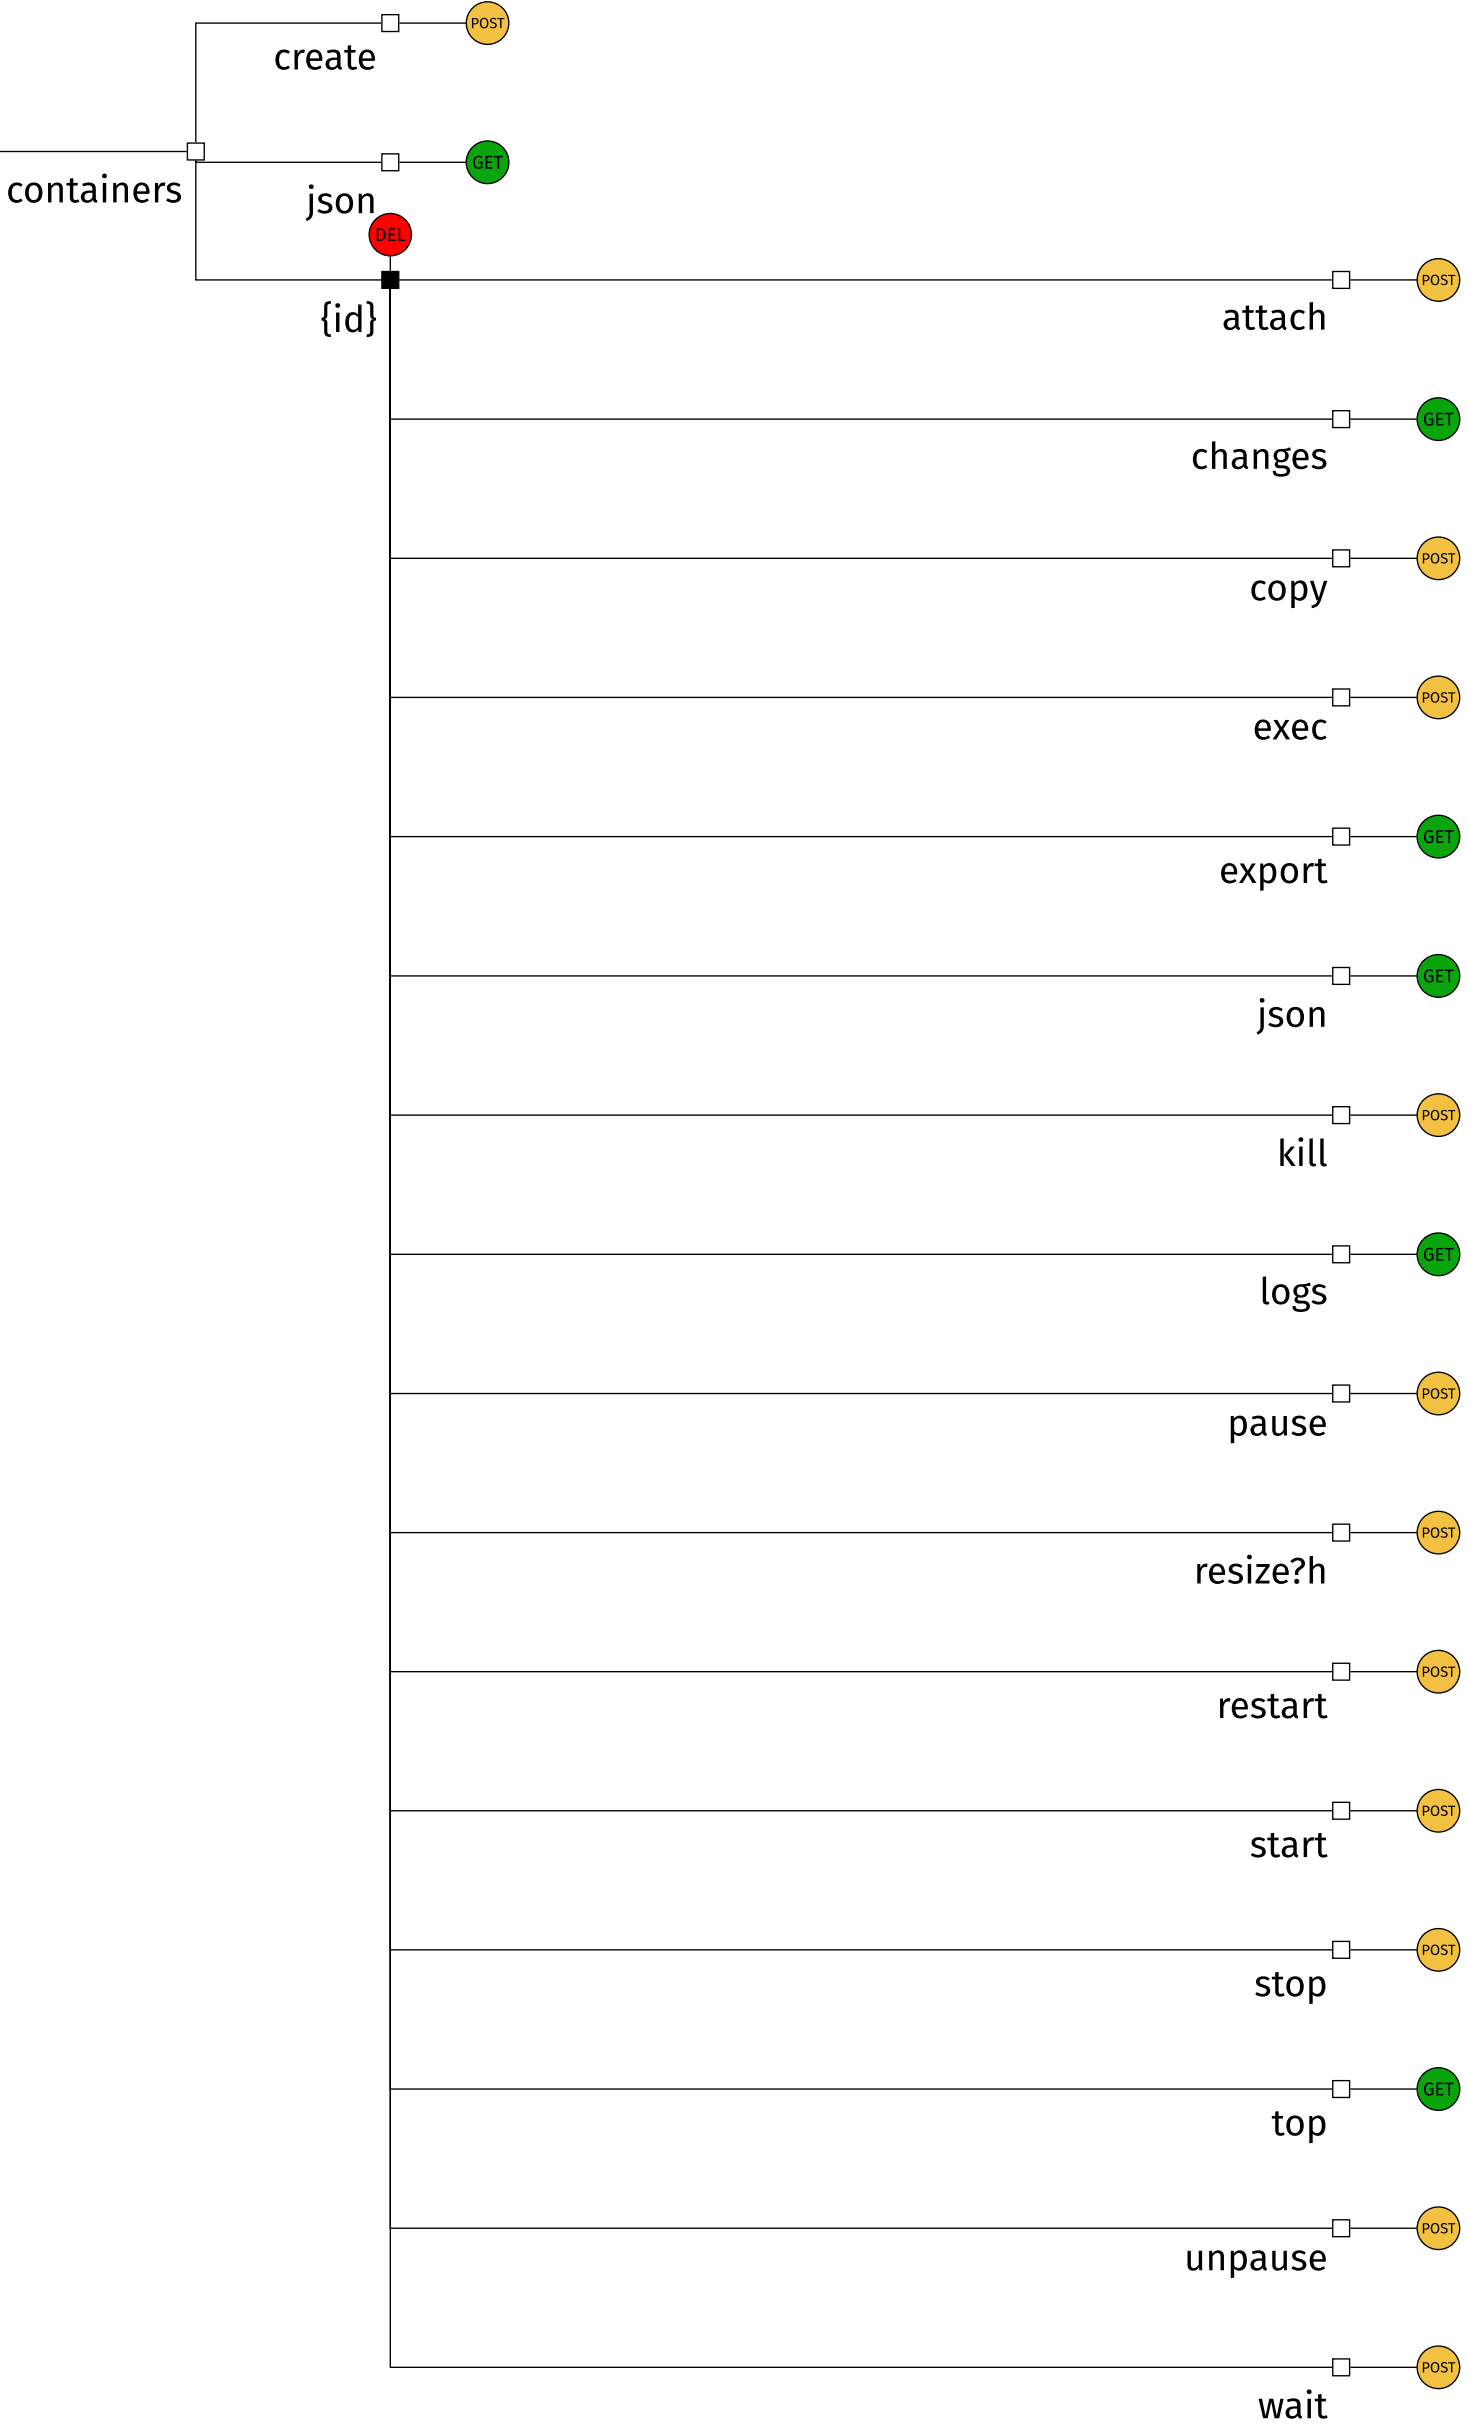 POST
create
GET
containers
json
DEL
{id}
POST
attach
GET
changes
POST
copy
POST
exec
GET
export
GET
json
POST
kill
GET
logs
POST
pause
POST
resize?h
POST
restart
POST
start
POST
stop
GET
top
POST
unpause
POST
wait